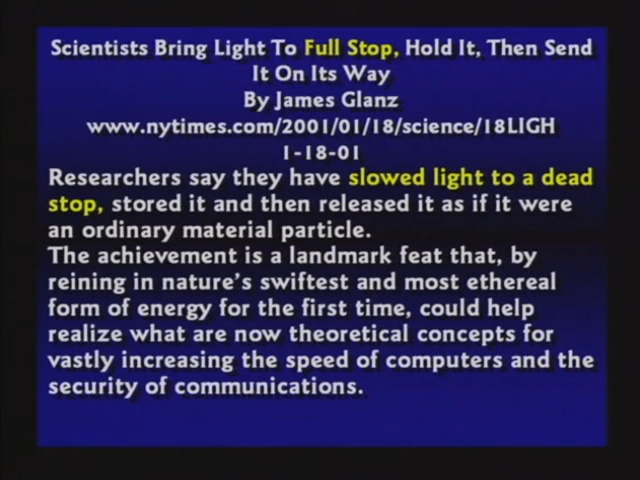 Scientists Bring Light To Full Stop, Hold It, Then Send
It On Its Way
By James Glanz
www.nytimes.com/2001/01/18/science/18LIGH
1-18-01
Researchers say they have slowed light to a dead
stop, stored it and then released it as if it were
an ordinary material particle.
The achievement is a landmark feat that, by
reining in nature's swiftest and most ethereal
form of energy for the first time, could help
realize what are now theoretical concepts for
vastly increasing the speed of computers and the
security of communications.